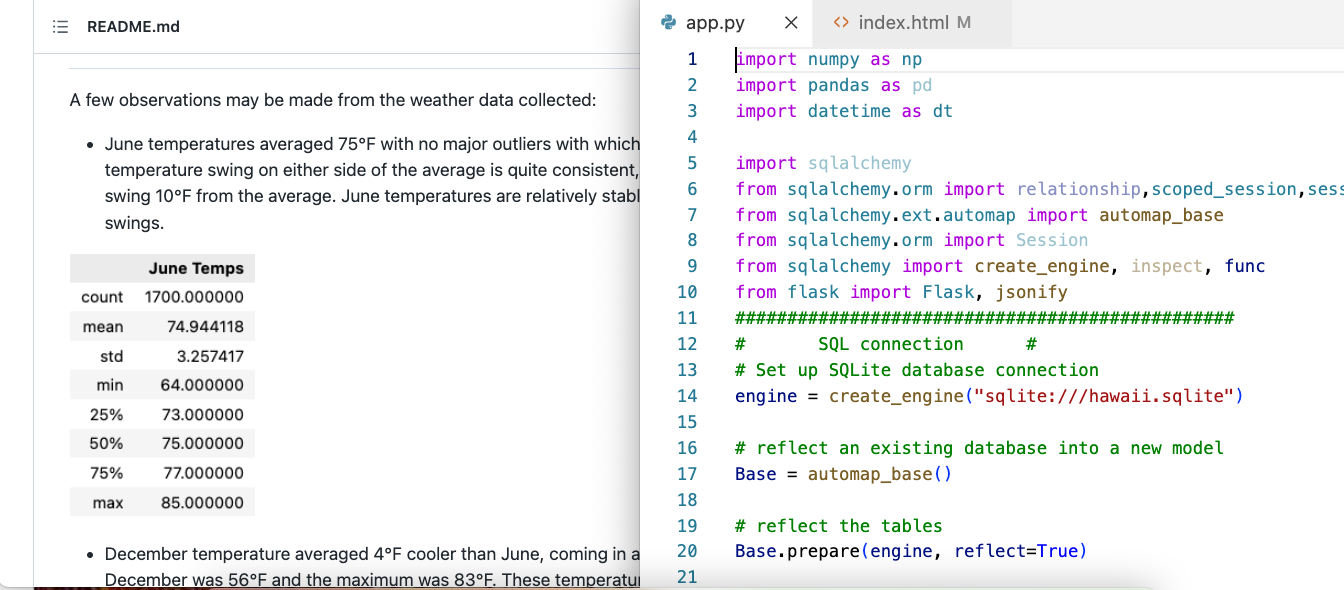 README.md
A few observations may be made from the weather data collected:
• June temperatures averaged 75°F with no major outliers with which
temperature swing on either side of the average is quite consistent,
swing 10°F from the average. June temperatures are relatively
swings.
June Temps
count 1700.000000
mean 74.944118
std 3.257417
min 64.000000
25% 73.000000
50% 75.000000
75% 77.000000
max 85.000000
• December temperature averaged 4°F cooler than June, coming in a
December was 56°F and the maximum was 83°F. These
app.py
<> index.html M
1 import numpy as np
2 import pandas as pd
3 import datetime as dt
4
5 import sqlalchemy
6 from sqlalchemy.orm import relationship,scoped_session,
7 from sqlalchemy.ext.automap import automap_base
8 from sqlalchemy.orm import Session
9 from sqlalchemy import create_engine, inspect, func
10 from flask import Flask, jsonify
11 ################################################
12 # SQL connection #
13 # Set up SQLite database connection
14 engine = create_engine("sqlite:///hawaii.sqlite")
15
16 # reflect an existing database into a new model
17 Base = automap_base()
18
19 # reflect the tables
20 Base.prepare(engine, reflect=True)
21